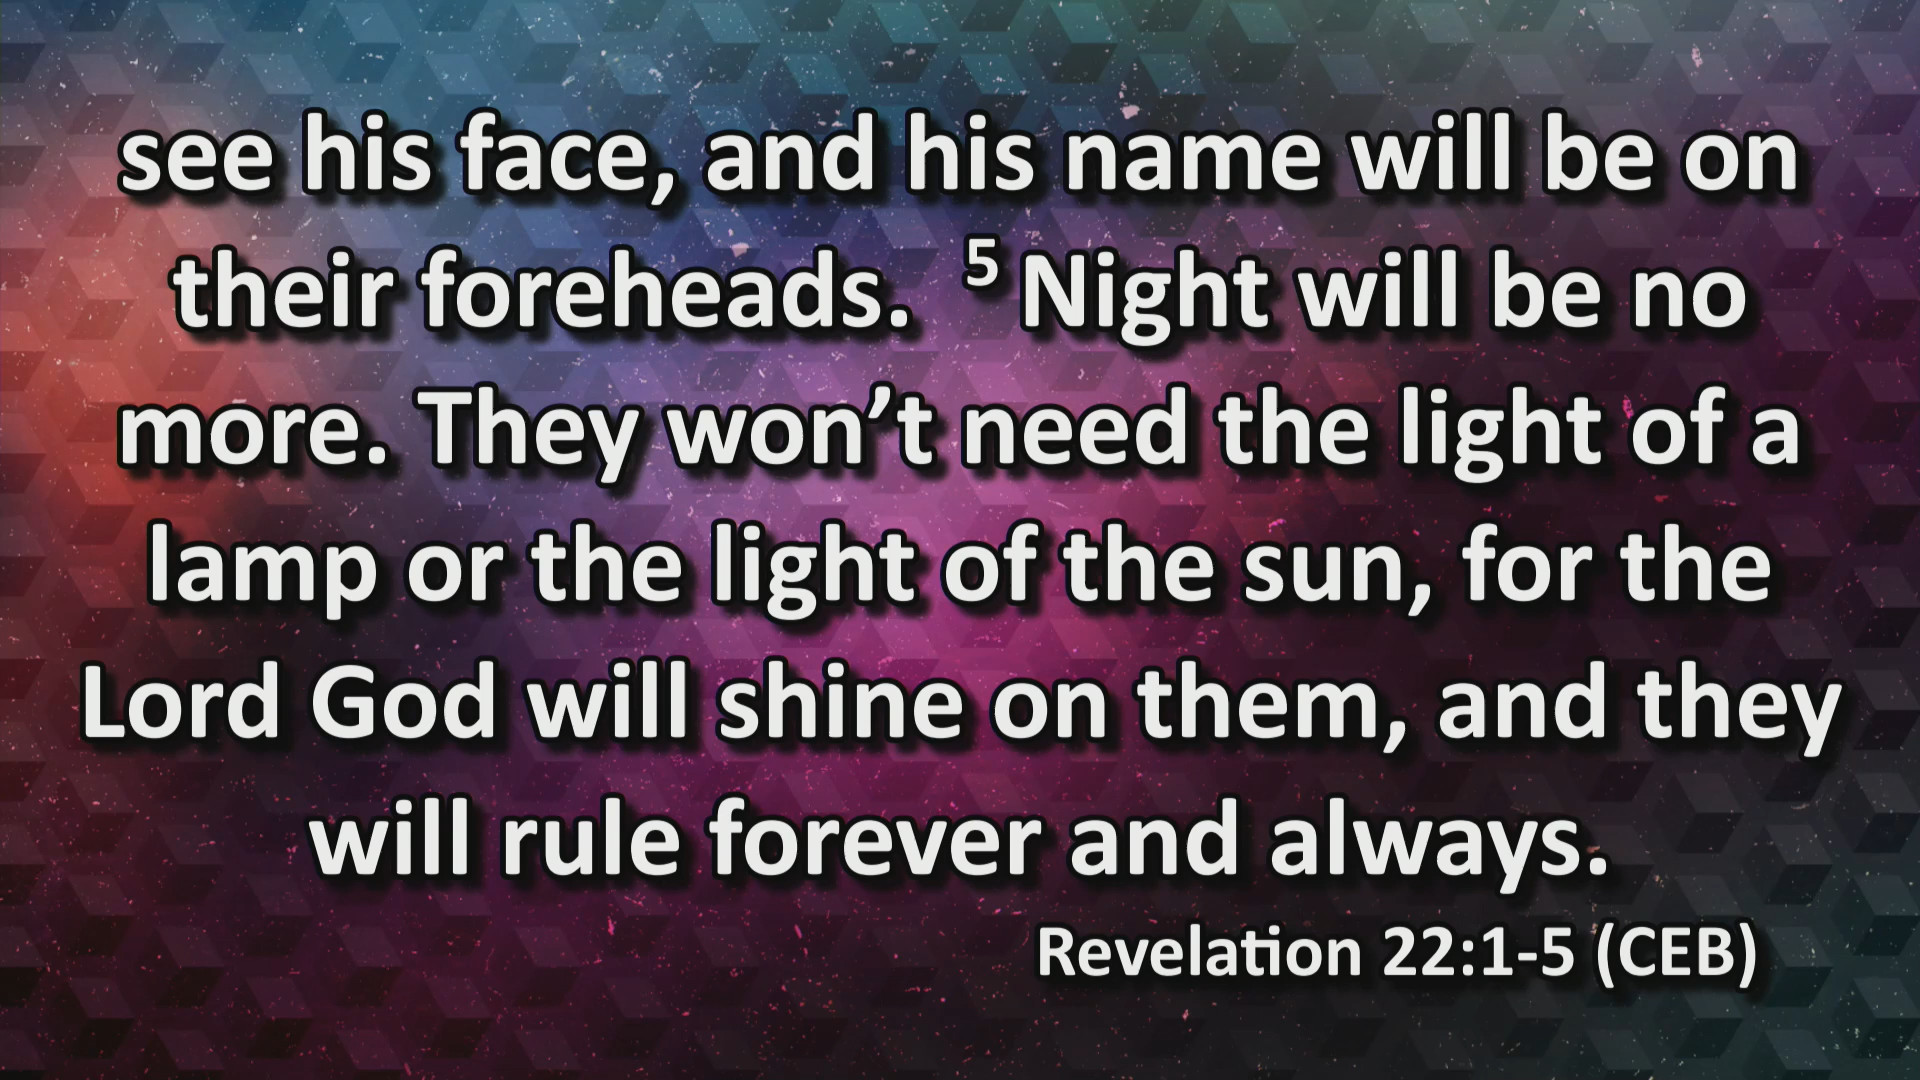 see his face, and his name will be on
their foreheads. ⁵ Night will be no
more. They won’t need the light of a
lamp or the light of the sun, for the
Lord God will shine on them, and they
will rule forever and always.
Revelation 22:1-5 (CEB)